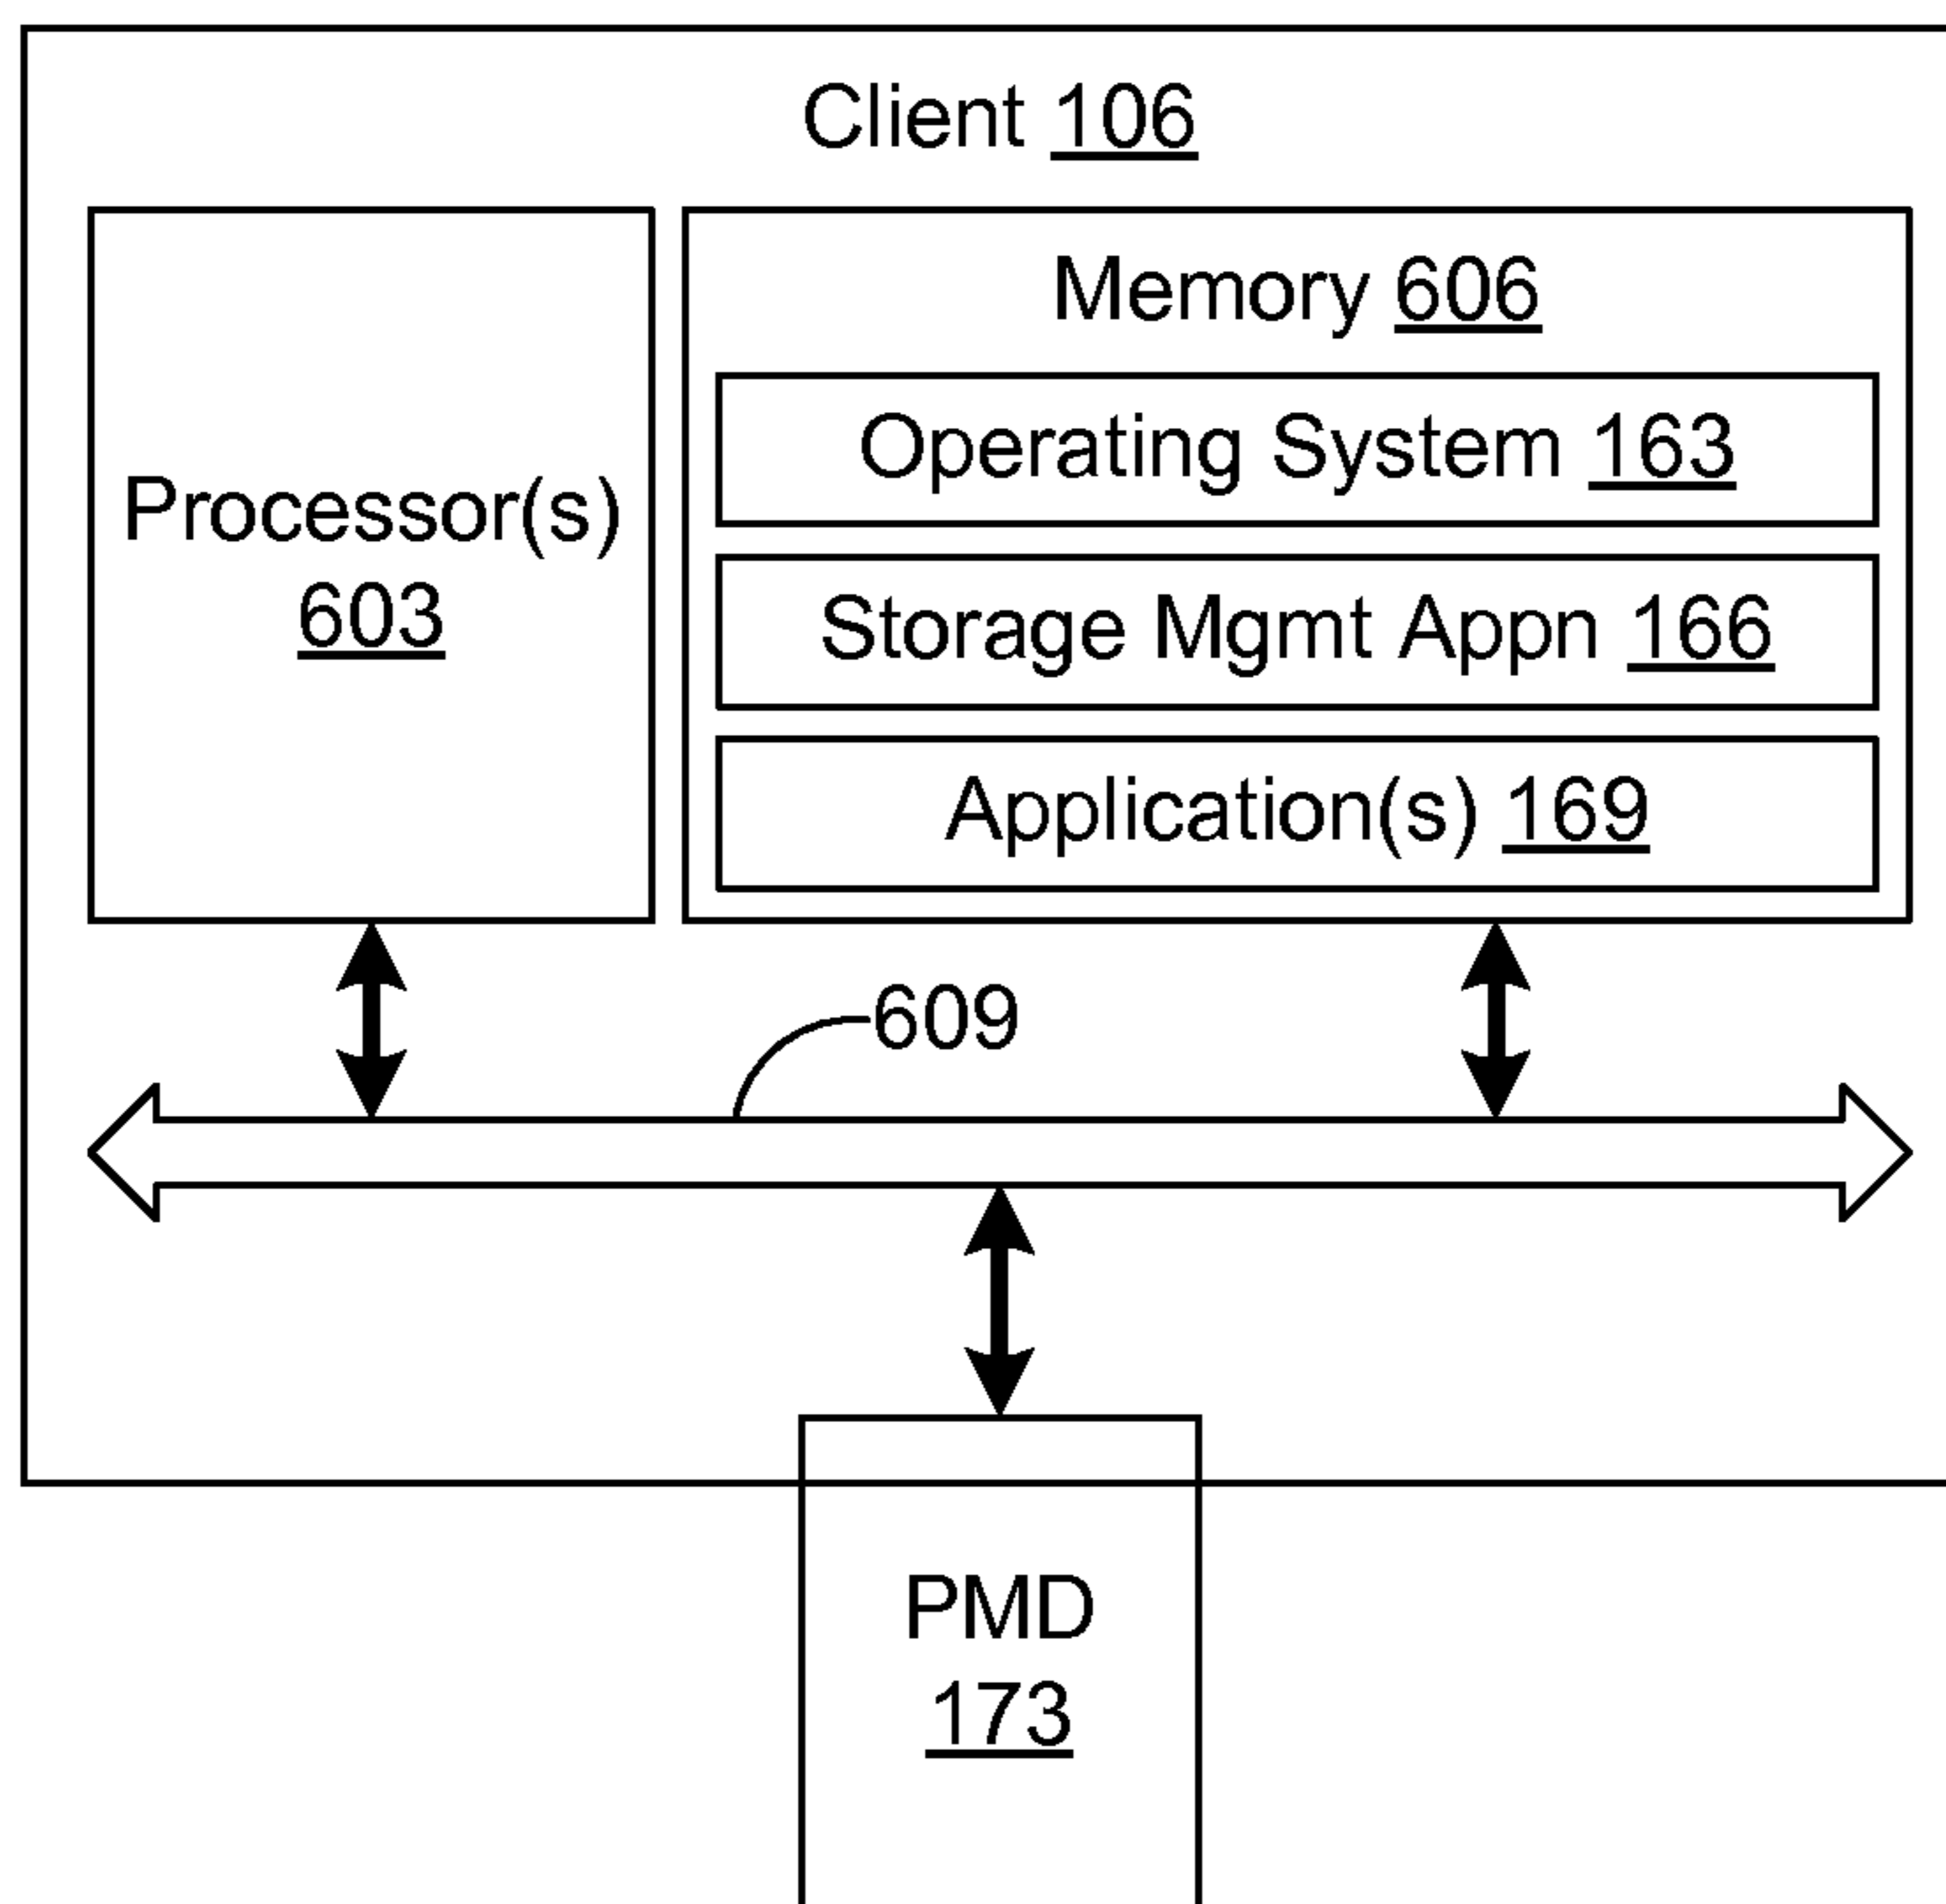 Client 106
Processor(s)
603
Memory 606
Operating System 163
Storage Mgmt Appn 166
Application(s) 169
609
PMD
173